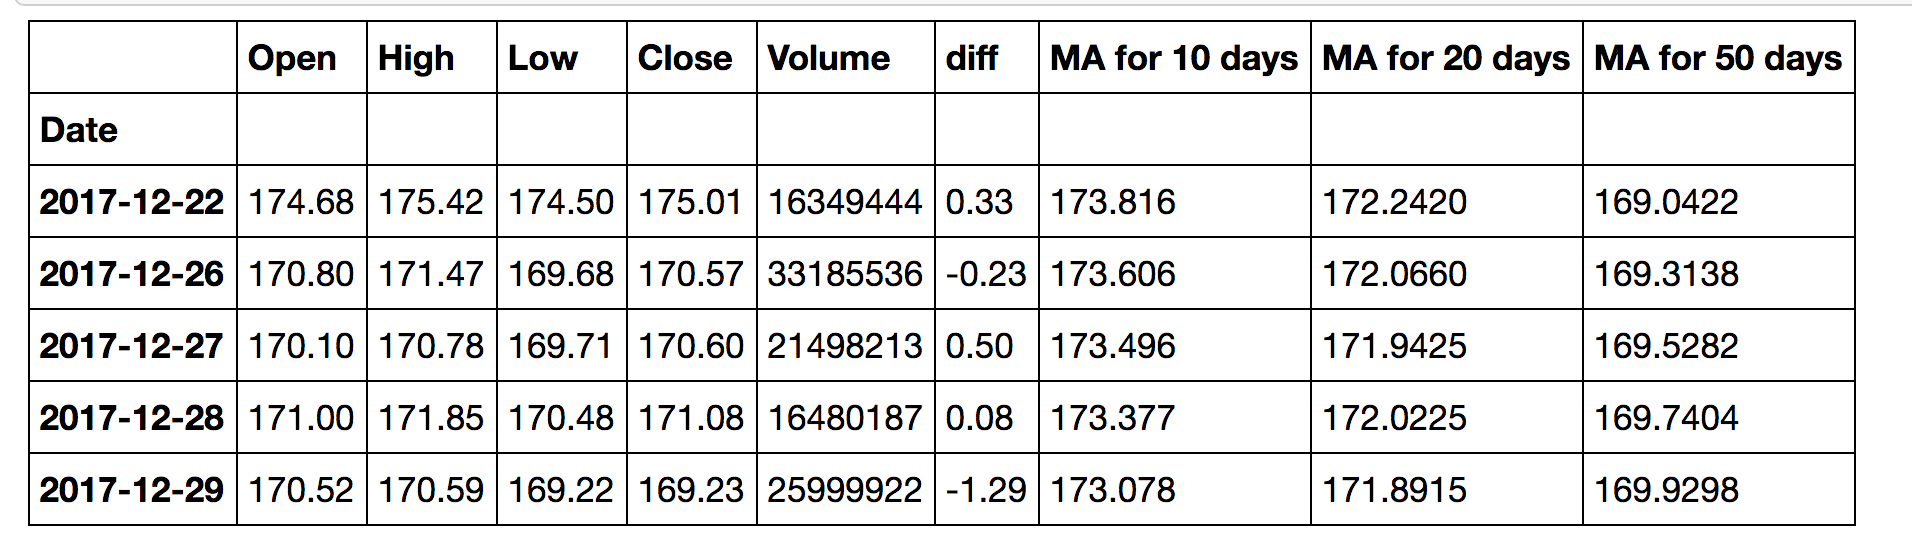 Open High Low Close Volume diff MA for 10 days MA for 20 days MA for 50 days
Date
2017-12-22 174.68 175.42 174.50 175.01 16349444 0.33 173.816 172.2420 169.0422
2017-12-26 170.80 171.47 169.68 170.57 33185536 -0.23 173.606 172.0660 169.3138
2017-12-27 170.10 170.78 169.71 170.60 21498213 0.50 173.496 171.9425 169.5282
2017-12-28 171.00 171.85 170.48 171.08 16480187 0.08 173.377 172.0225 169.7404
2017-12-29 170.52 170.59 169.22 169.23 25999922 -1.29 173.078 171.8915 169.9298